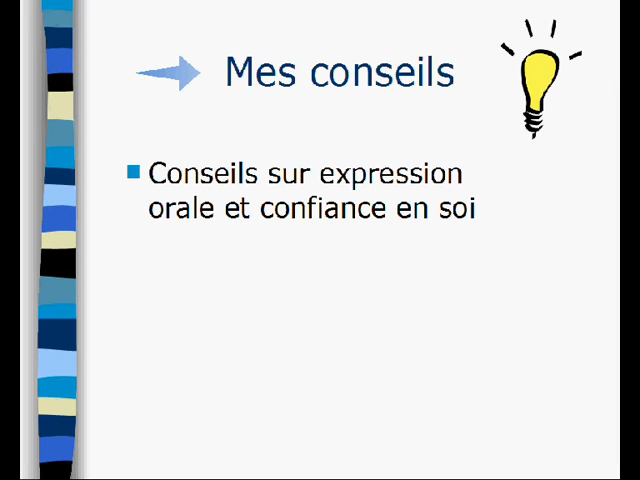 Mes conseils
Conseils sur expression
orale et confiance en soi